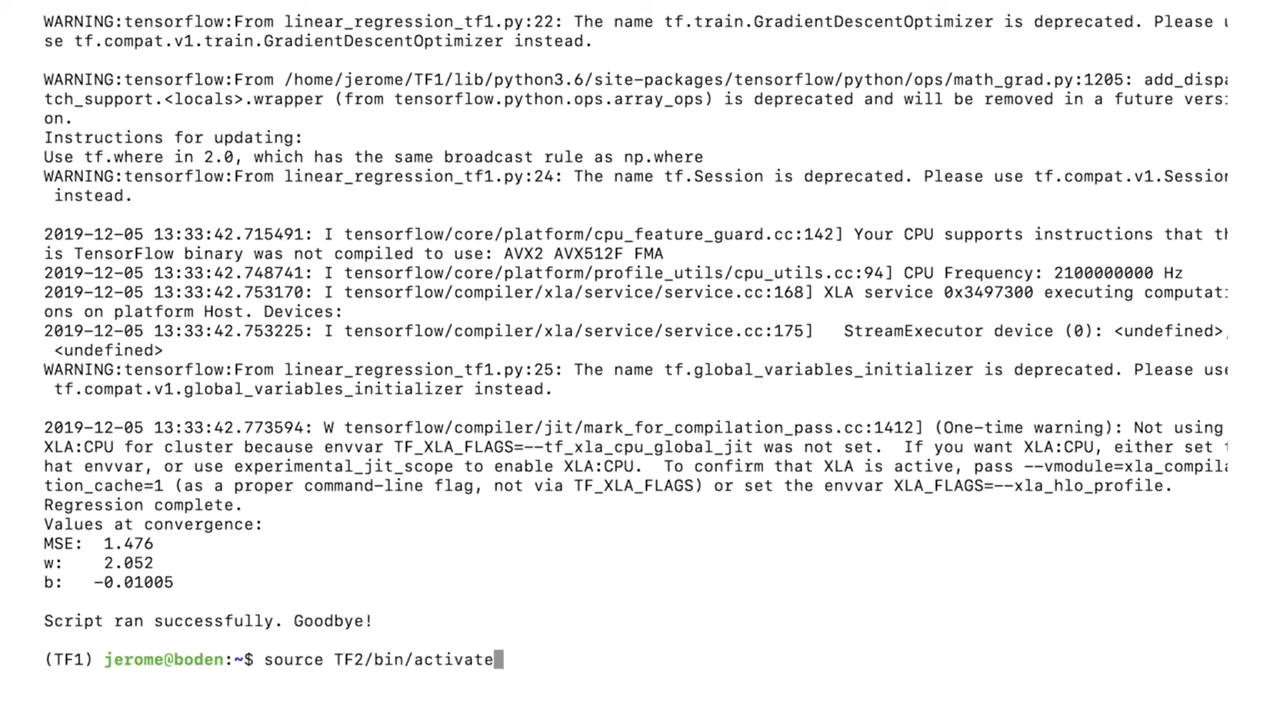 WARNING:tensorflow:From linear_regression_tf1.py:22: The name tf.train.GradientDescentOptimizer is deprecated. Please u
se tf.compat.v1.train.GradientDescentOptimizer instead.
WARNING:tensorflow:From /home/jerome/TF1/lib/python3.6/site-packages/tensorflow/python/ops/math_grad.py:1205: add_dispa
tch_support.<locals>.wrapper (from tensorflow.python.ops.array_ops) is deprecated and will be removed in a future versi
on.
Instructions for updating:
Use tf.where in 2.0, which has the same broadcast rule as np.where
WARNING:tensorflow:From linear_regression_tf1.py:24: The name tf.Session is deprecated. Please use tf.compat.v1.Session
 instead.
2019-12-05 13:33:42.715491: I tensorflow/core/platform/cpu_feature_guard.cc:142] Your CPU supports instructions that th
is TensorFlow binary was not compiled to use: AVX2 AVX512F FMA
2019-12-05 13:33:42.748741: I tensorflow/core/platform/profile_utils/cpu_utils.cc:94] CPU Frequency: 2100000000 Hz
2019-12-05 13:33:42.753170: I tensorflow/compiler/xla/service/service.cc:168] XLA service 0x3497300 executing computati
ons on platform Host. Devices:
2019-12-05 13:33:42.753225: I tensorflow/compiler/xla/service/service.cc:175]   StreamExecutor device (0): <undefined>,
 <undefined>
WARNING:tensorflow:From linear_regression_tf1.py:25: The name tf.global_variables_initializer is deprecated. Please use
 tf.compat.v1.global_variables_initializer instead.
2019-12-05 13:33:42.773594: W tensorflow/compiler/jit/mark_for_compilation_pass.cc:1412] (One-time warning): Not using
XLA:CPU for cluster because envvar TF_XLA_FLAGS=--tf_xla_cpu_global_jit was not set.  If you want XLA:CPU, either set t
hat envvar, or use experimental_jit_scope to enable XLA:CPU.  To confirm that XLA is active, pass --vmodule=xla_compila
tion_cache=1 (as a proper command-line flag, not via TF_XLA_FLAGS) or set the envvar XLA_FLAGS=--xla_hlo_profile.
Regression complete.
Values at convergence:
MSE:  1.476
w:    2.052
b:   -0.01005
Script ran successfully. Goodbye!
(TF1) jerome@boden:~$ source TF2/bin/activate